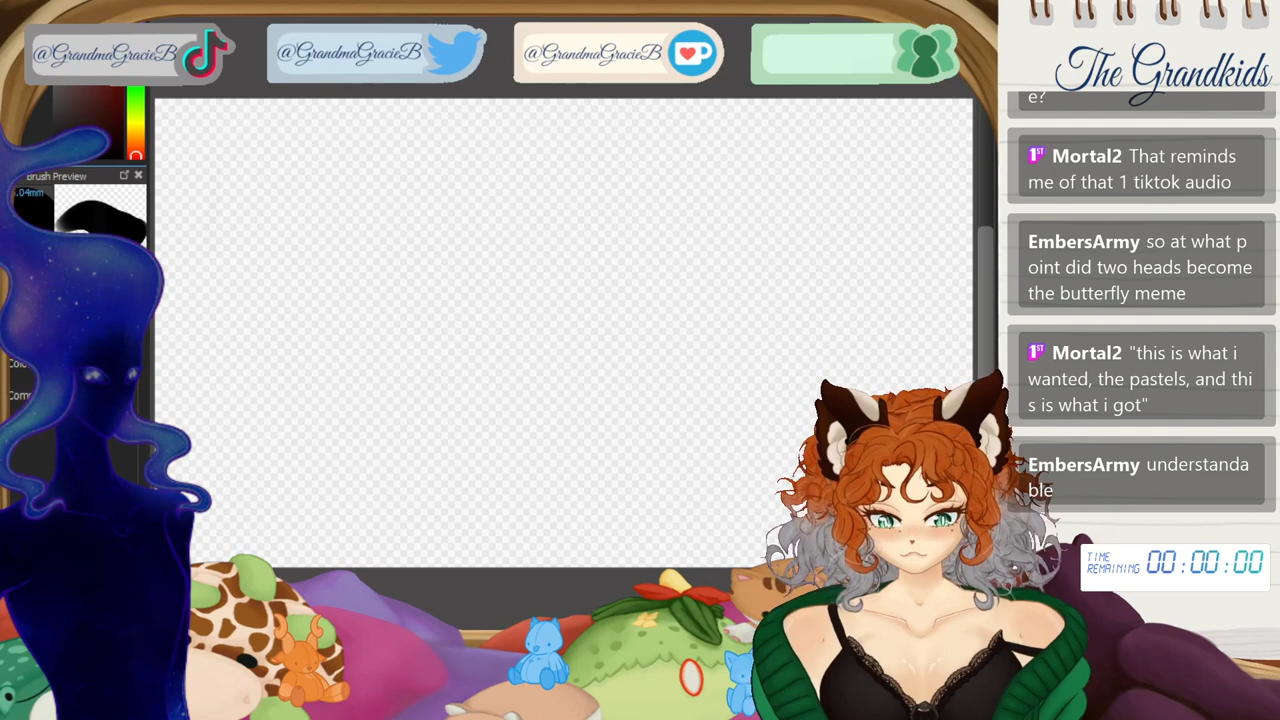 @GrandmaGracieB
@GrandmaGracieB
@GrandmaGracieB
The Grandkids
Brush Preview
.04mm
e?
Mortal2 That reminds
me of that 1 tiktok audio
EmbersArmy so at what p
oint did two heads become
the butterfly meme
Mortal2 "this is what i
wanted, the pastels, and thi
s is what i got"
EmbersArmy understanda
ble
TIME
REMAINING 00:00:00